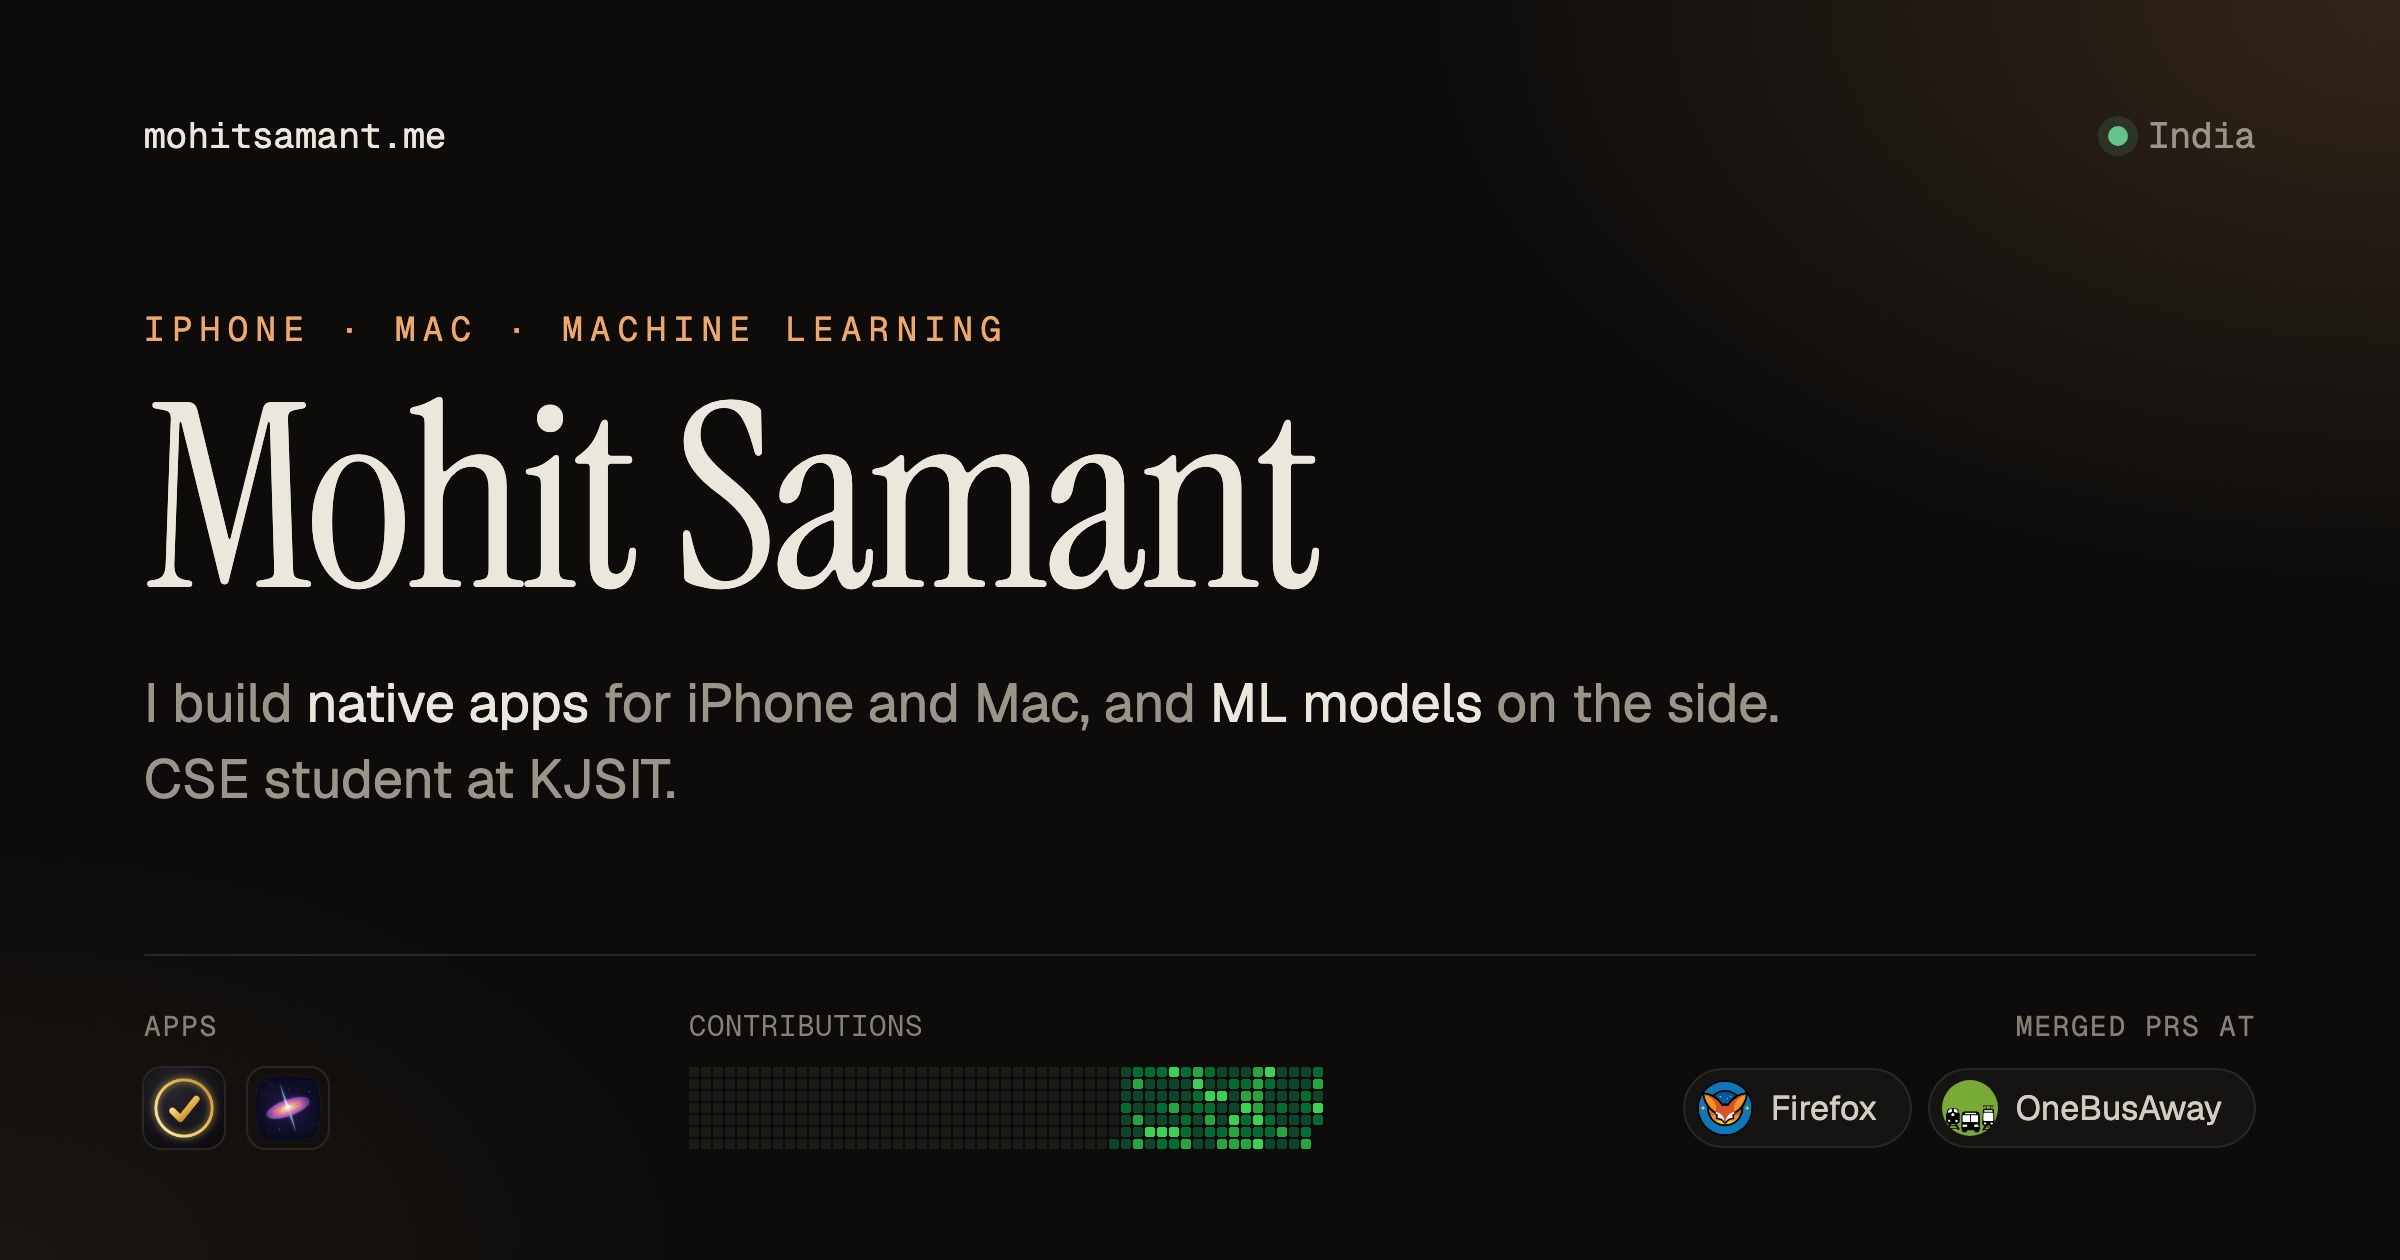 mohitsamant.me
India
IPHONE · MAC · MACHINE LEARNING
Mohit Samant
I build native apps for iPhone and Mac, and ML models on the side.
CSE student at KJSIT.
APPS
CONTRIBUTIONS
MERGED PRS AT
Firefox
OneBusAway